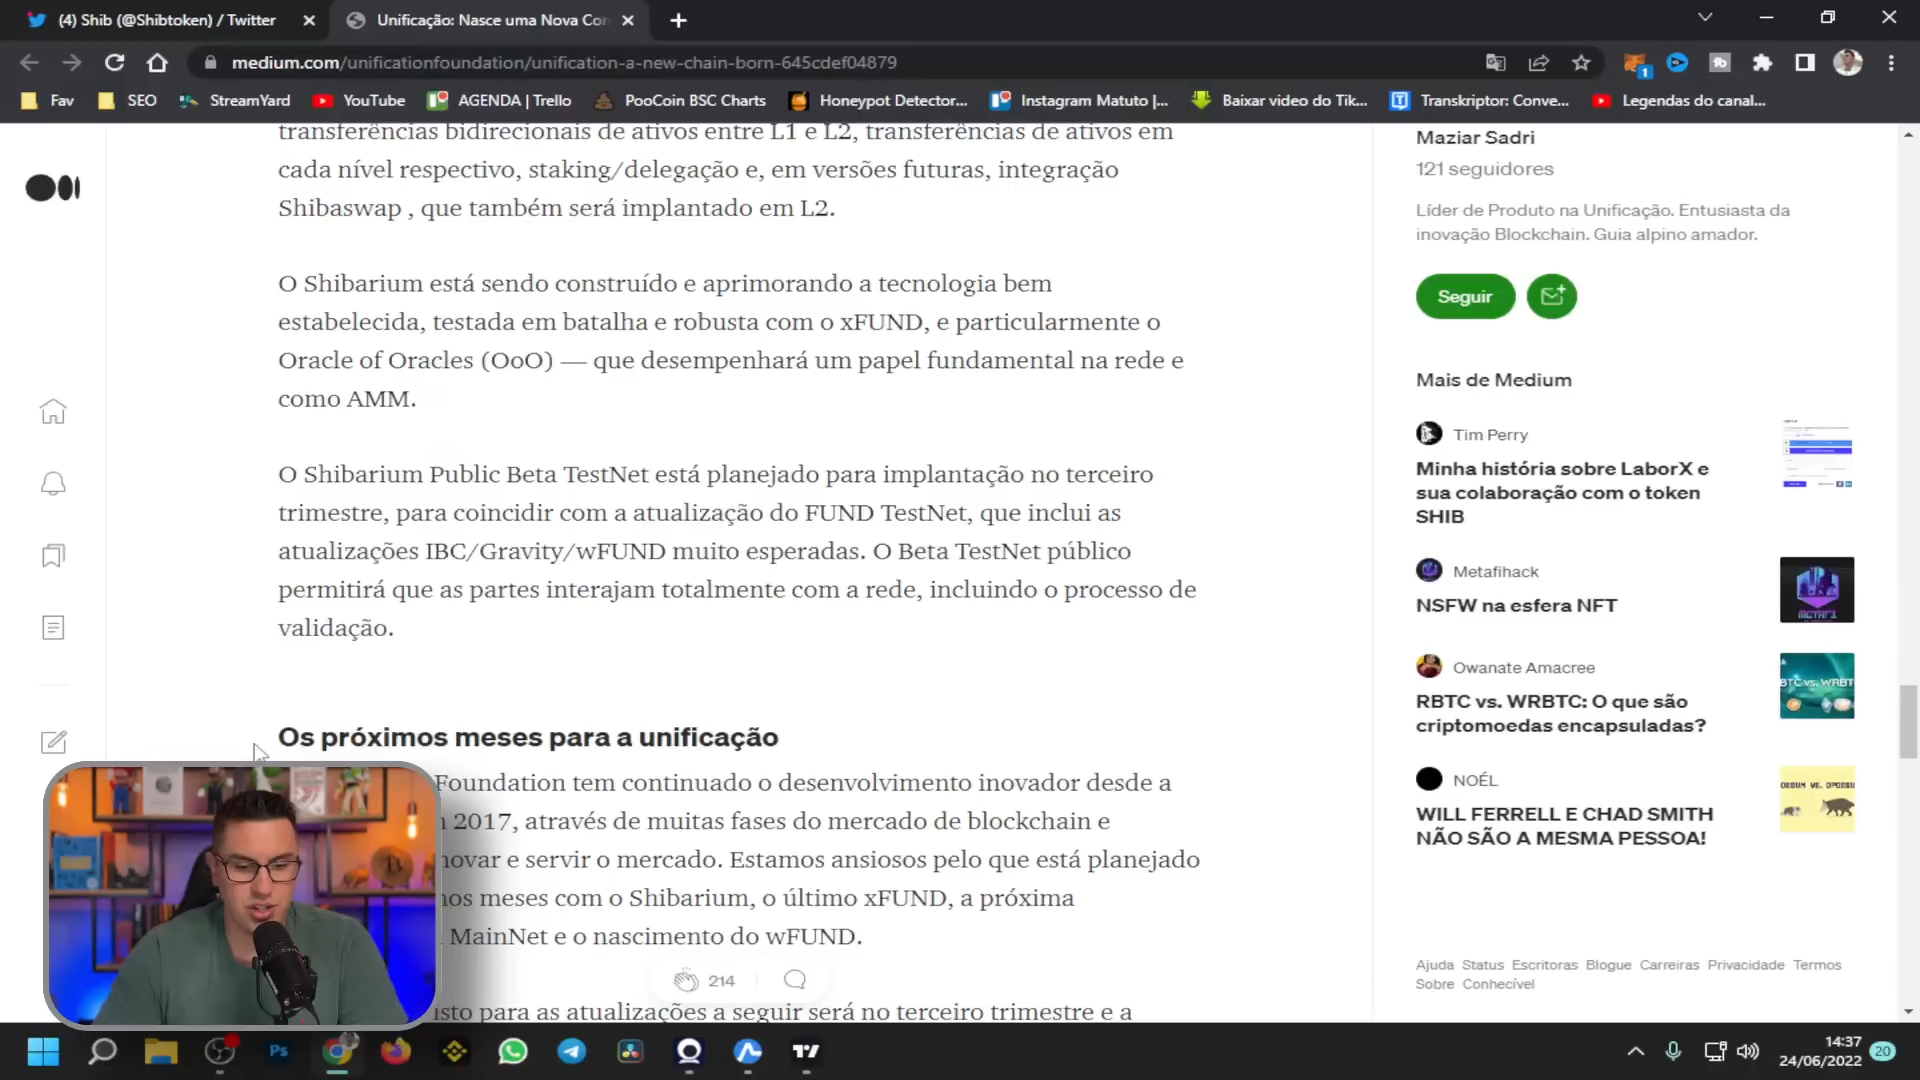 (4) Shib (@Shibtoken) / Twitter
Unificação: Nasce uma Nova Con
medium.com/unificationfoundation/unification-a-new-chain-born-645cdef04879
1
Fav
SEO
StreamYard
YouTube
AGENDA | Trello
PooCoin BSC Charts
Honeypot Detector...
Instagram Matuto |...
Baixar video do Tik...
Transkriptor: Conve...
Legendas do canal...
transferências bidirecionais de ativos entre L1 e L2, transferências de ativos em
cada nível respectivo, staking/delegação e, em versões futuras, integração
Shibaswap , que também será implantado em L2.
O Shibarium está sendo construído e aprimorando a tecnologia bem
estabelecida, testada em batalha e robusta com o xFUND, e particularmente o
Oracle of Oracles (OoO) — que desempenhará um papel fundamental na rede e
como AMM.
O Shibarium Public Beta TestNet está planejado para implantação no terceiro
trimestre, para coincidir com a atualização do FUND TestNet, que inclui as
atualizações IBC/Gravity/wFUND muito esperadas. O Beta TestNet público
permitirá que as partes interajam totalmente com a rede, incluindo o processo de
validação.
Os próximos meses para a unificação
Foundation tem continuado o desenvolvimento inovador desde a
2017, através de muitas fases do mercado de blockchain e
novar e servir o mercado. Estamos ansiosos pelo que está planejado
os meses com o Shibarium, o último xFUND, a próxima
MainNet e o nascimento do wFUND.
214
sto para as atualizações a seguir será no terceiro trimestre e a
Maziar Sadri
121 seguidores
Líder de Produto na Unificação. Entusiasta da
inovação Blockchain. Guia alpino amador.
Seguir
Mais de Medium
Tim Perry
Minha história sobre LaborX e
sua colaboração com o token
SHIB
Metafihack
NSFW na esfera NFT
Owanate Amacree
RBTC vs. WRBTC: O que são
criptomoedas encapsuladas?
NOÉL
WILL FERRELL E CHAD SMITH
NÃO SÃO A MESMA PESSOA!
Ajuda Status Escritoras Blogue Carreiras Privacidade Termos
Sobre Conhecível
Ps
14:37
24/06/2022
20